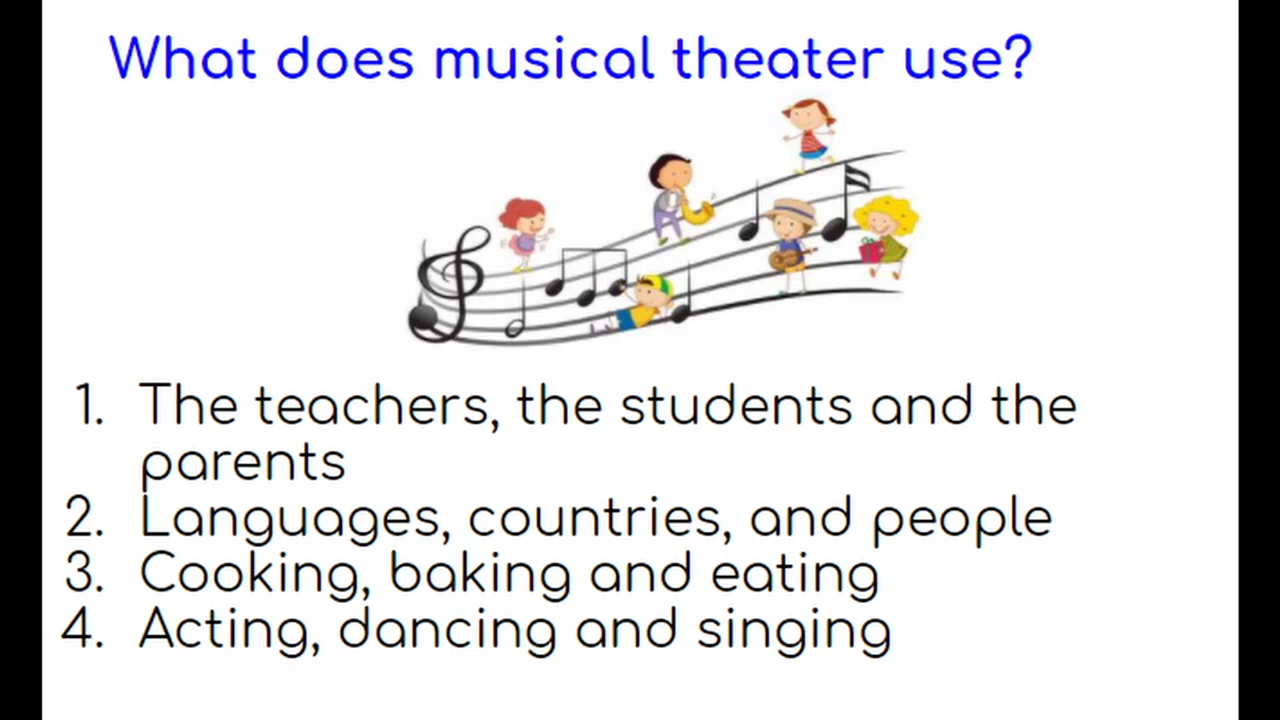 What does musical theater use?
1. The teachers, the students and the
parents
2. Languages, countries, and people
3. Cooking, baking and eating
4. Acting, dancing and singing